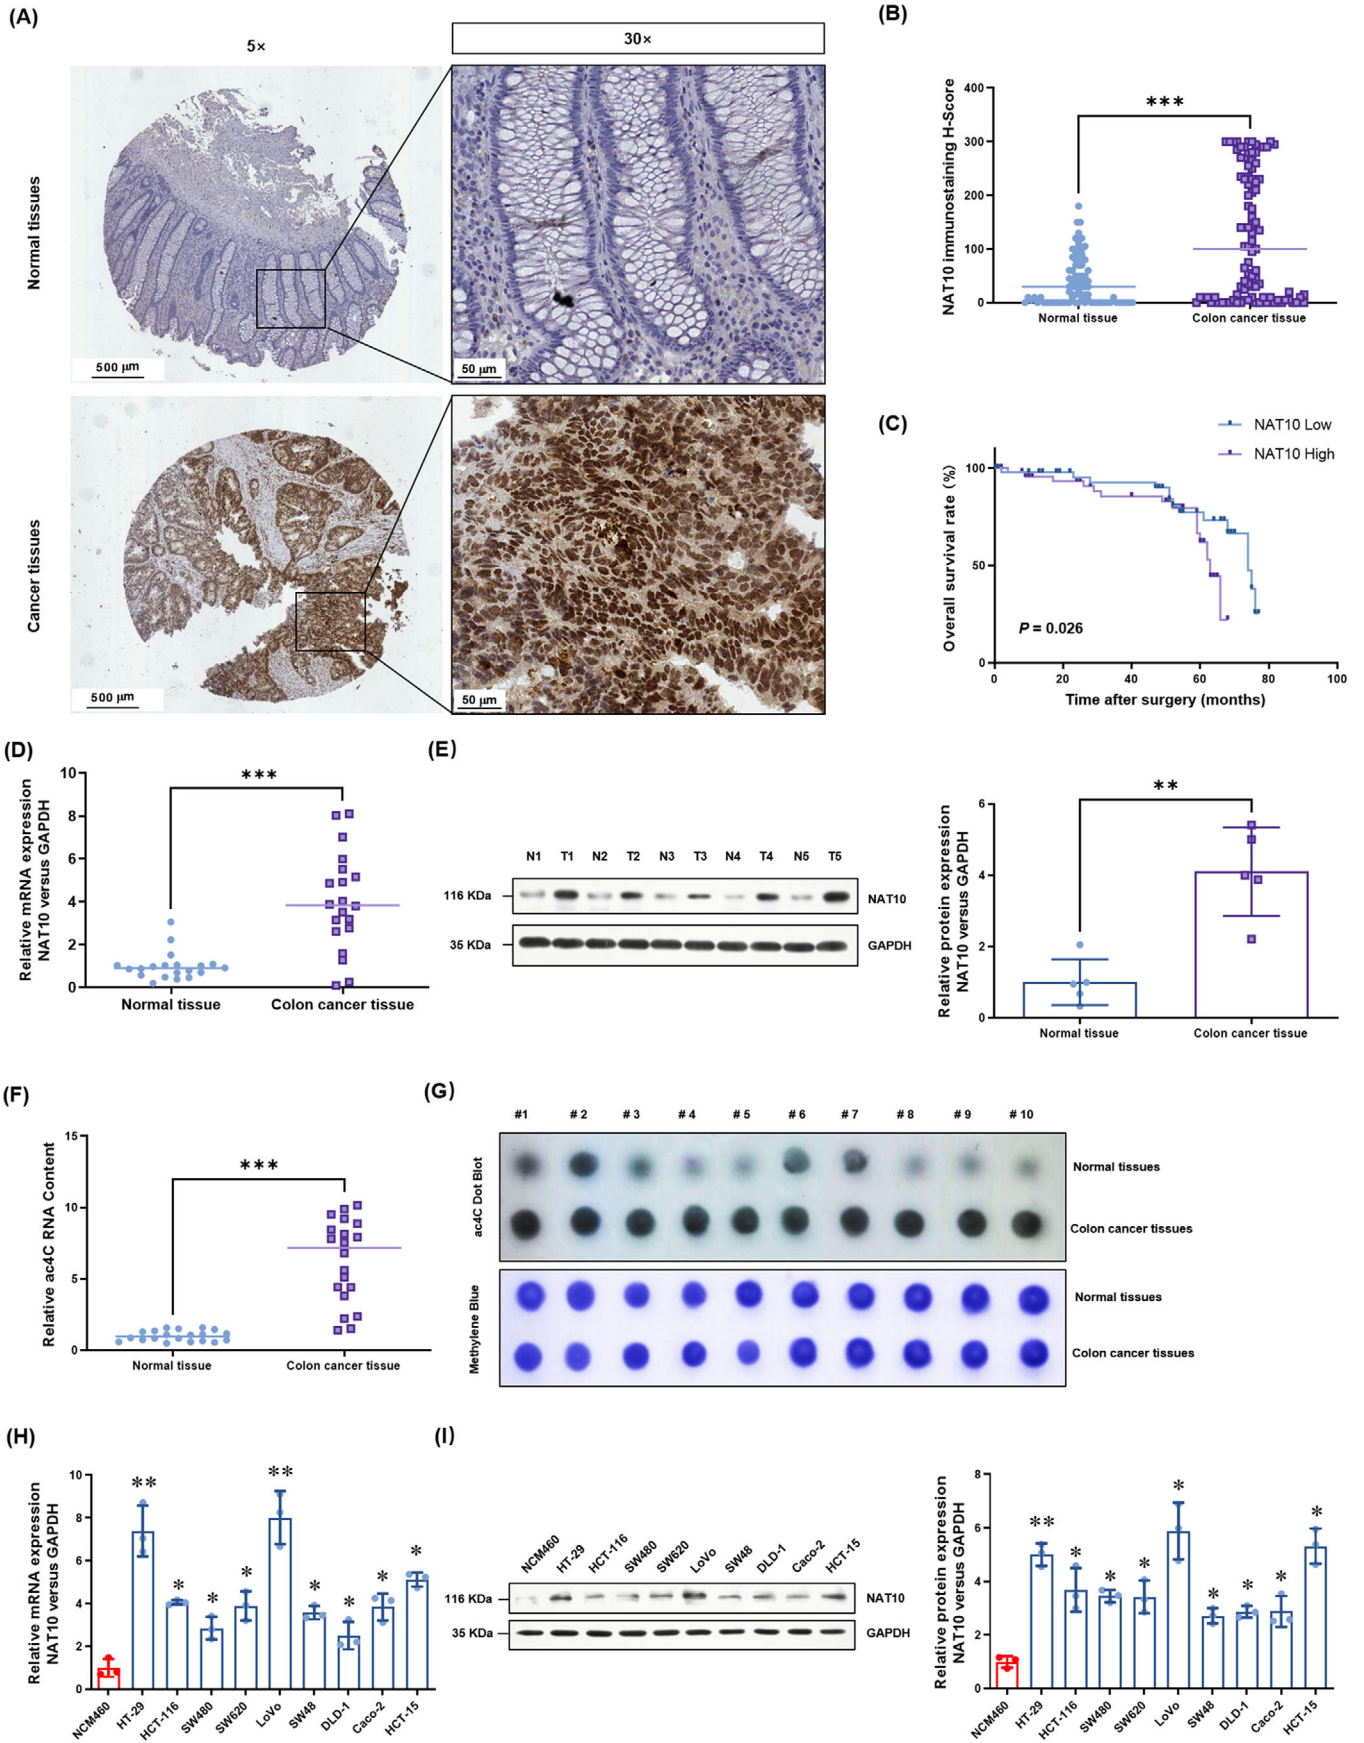 (A)
5×
30×
Normal tissues
500 µm
50 µm
Cancer tissues
500 µm
50 µm
(B)
NAT10 immunostaining H-Score
400
300
200
100
0
***
Normal tissue
Colon cancer tissue
(C)
NAT10 Low
NAT10 High
Overall survival rate (%)
100
50
0
P = 0.026
0
20
40
60
80
100
Time after surgery (months)
(D)
Relative mRNA expression
NAT10 versus GAPDH
10
8
6
4
2
0
***
Normal tissue
Colon cancer tissue
(E)
N1 T1 N2 T2 N3 T3 N4 T4 N5 T5
116 KDa
NAT10
35 KDa
GAPDH
Relative protein expression
NAT10 versus GAPDH
6
4
2
0
**
Normal tissue
Colon cancer tissue
(F)
Relative ac4C RNA Content
15
10
5
0
***
Normal tissue
Colon cancer tissue
(G)
#1 # 2 # 3 # 4 # 5 # 6 # 7 # 8 # 9 # 10
ac4C Dot Blot
Normal tissues
Colon cancer tissues
Methylene Blue
Normal tissues
Colon cancer tissues
(H)
Relative mRNA expression
NAT10 versus GAPDH
10
8
6
4
2
0
** * * * ** * * * *
NCM460 HT-29 HCT-116 SW480 SW620 LoVo SW48 DLD-1 Caco-2 HCT-15
(I)
NCM460 HT-29 HCT-116 SW480 SW620 LoVo SW48 DLD-1 Caco-2 HCT-15
116 KDa
NAT10
35 KDa
GAPDH
Relative protein expression
NAT10 versus GAPDH
8
6
4
2
0
** * * * * * * * *
NCM460 HT-29 HCT-116 SW480 SW620 LoVo SW48 DLD-1 Caco-2 HCT-15